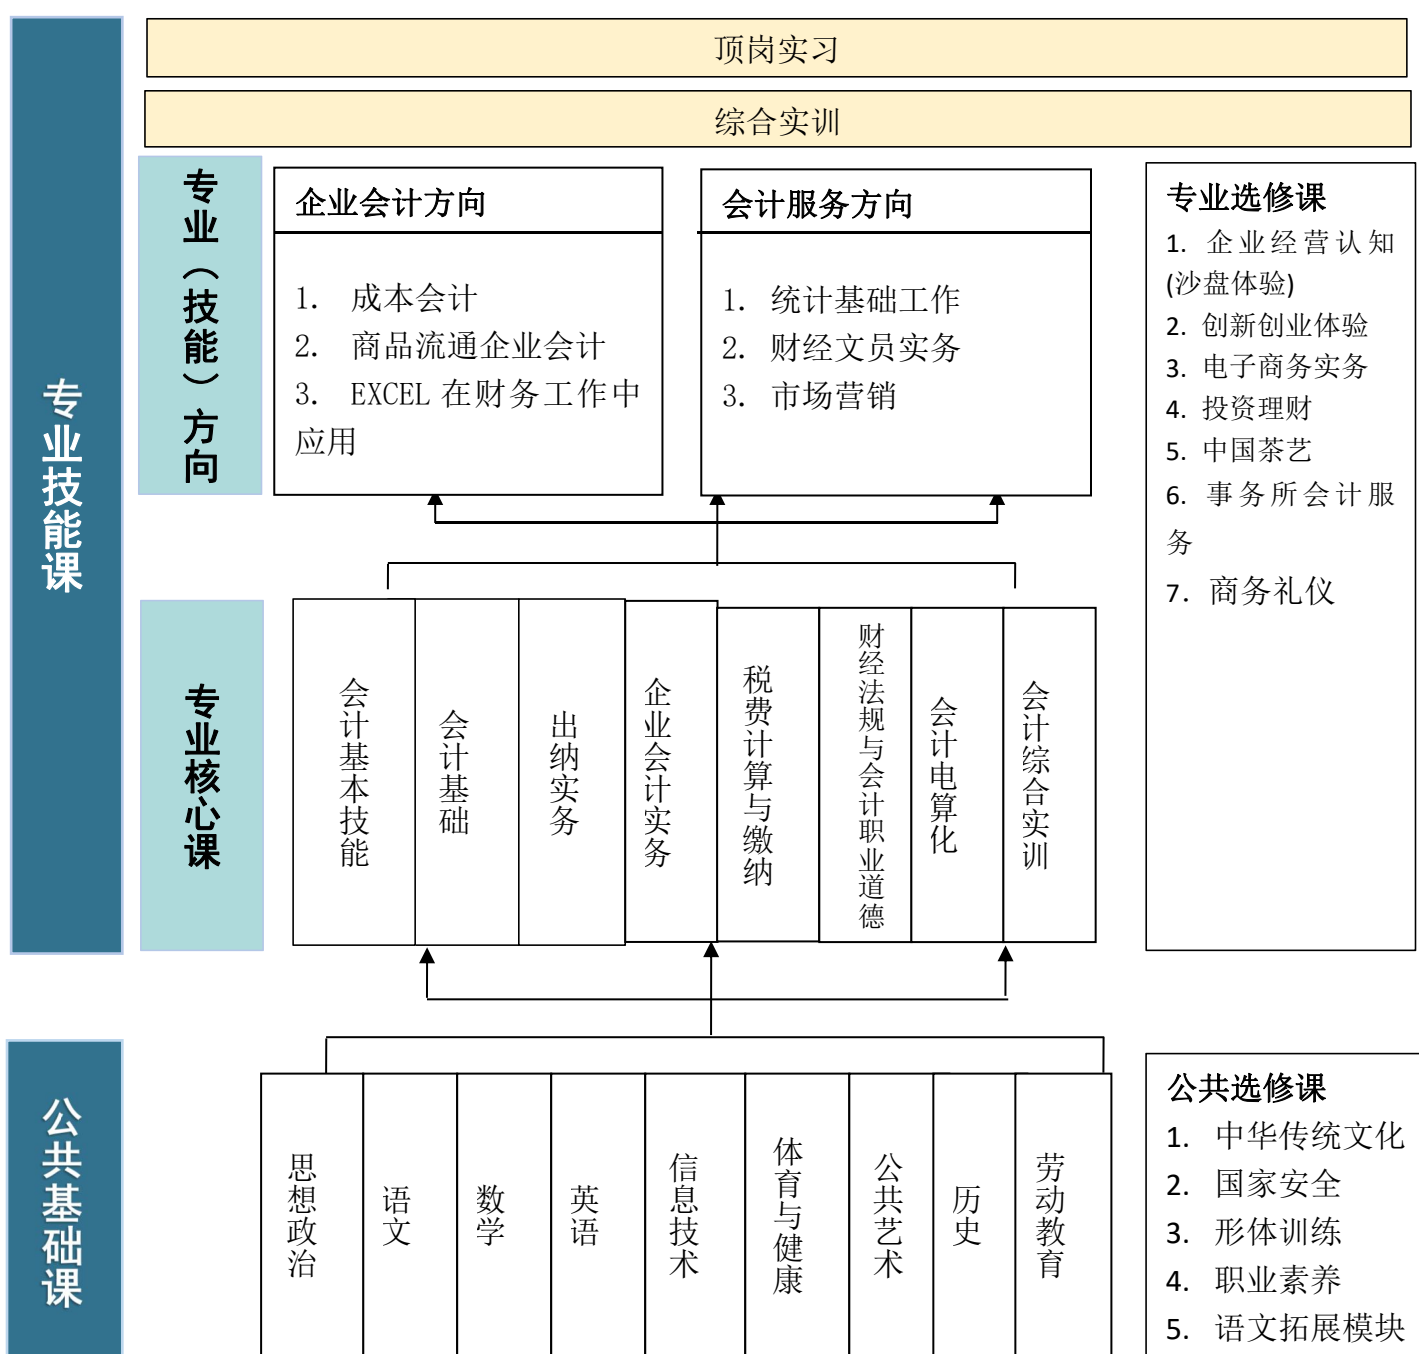 顶岗实习
综合实训
专业技能课
专业（技能）方向
企业会计方向
1. 成本会计
2. 商品流通企业会计
3. EXCEL 在财务工作中
应用
会计服务方向
1. 统计基础工作
2. 财经文员实务
3. 市场营销
专业选修课
1. 企业经营认知
(沙盘体验)
2. 创新创业体验
3. 电子商务实务
4. 投资理财
5. 中国茶艺
6. 事务所会计服
务
7. 商务礼仪
专业核心课
会计基本技能
会计基础
出纳实务
企业会计实务
税费计算与缴纳
财经法规与会计职业道德
会计电算化
会计综合实训
公共基础课
思想政治
语文
数学
英语
信息技术
体育与健康
公共艺术
历史
劳动教育
公共选修课
1. 中华传统文化
2. 国家安全
3. 形体训练
4. 职业素养
5. 语文拓展模块